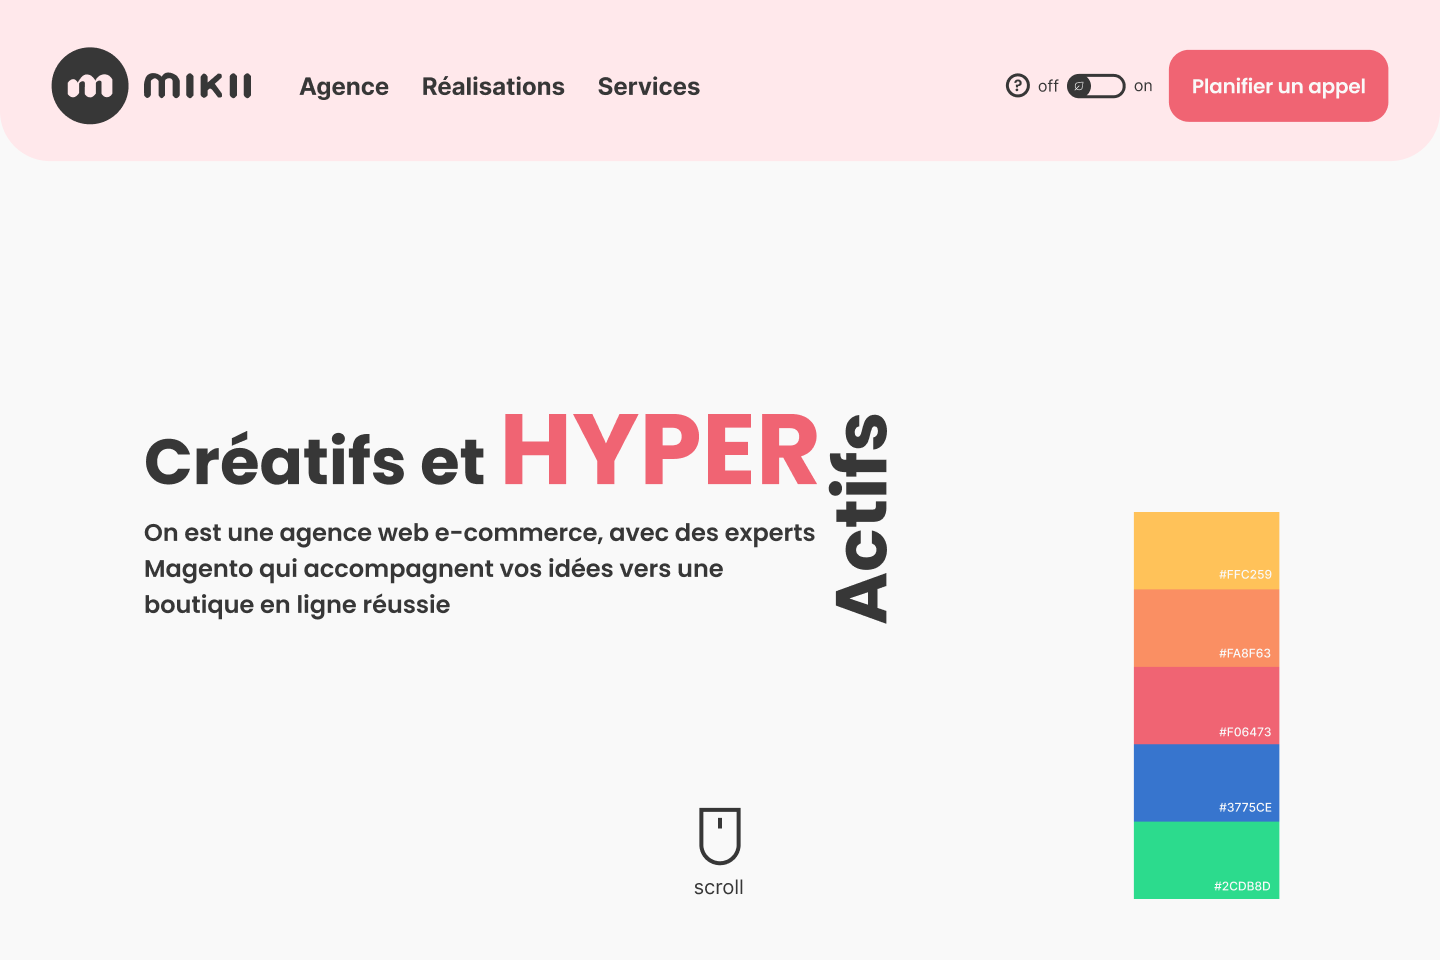 m MIKII
Agence Réalisations Services
? off on
Planifier un appel
Créatifs et HYPER
Actifs
On est une agence web e-commerce, avec des experts
Magento qui accompagnent vos idées vers une
boutique en ligne réussie
#FFC259
#FA8F63
#F06473
#3775CE
#2CDB8D
scroll